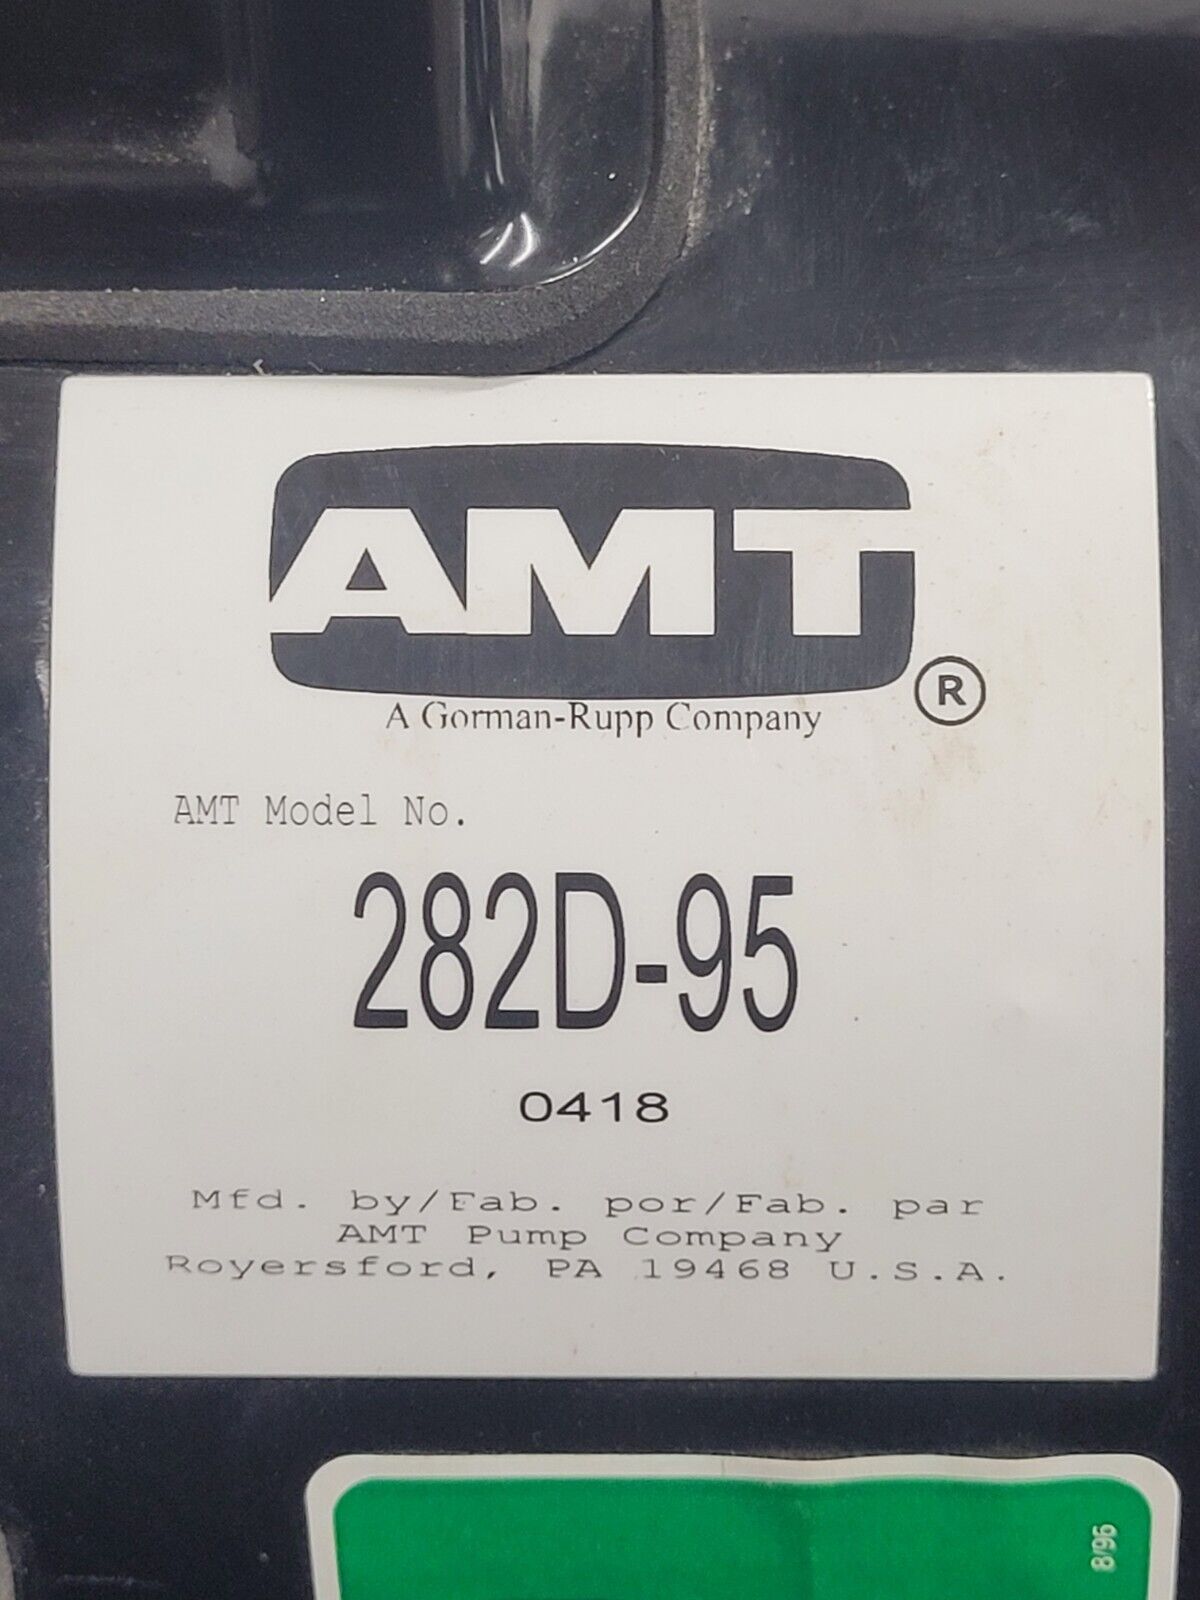 AMT
®
A Gorman-Rupp Company
AMT Model No.
282D-95
0418
Mfd. by/Fab. por/Fab. par
AMT Pump Company
Royersford, PA 19468 U.S.A.
8/96